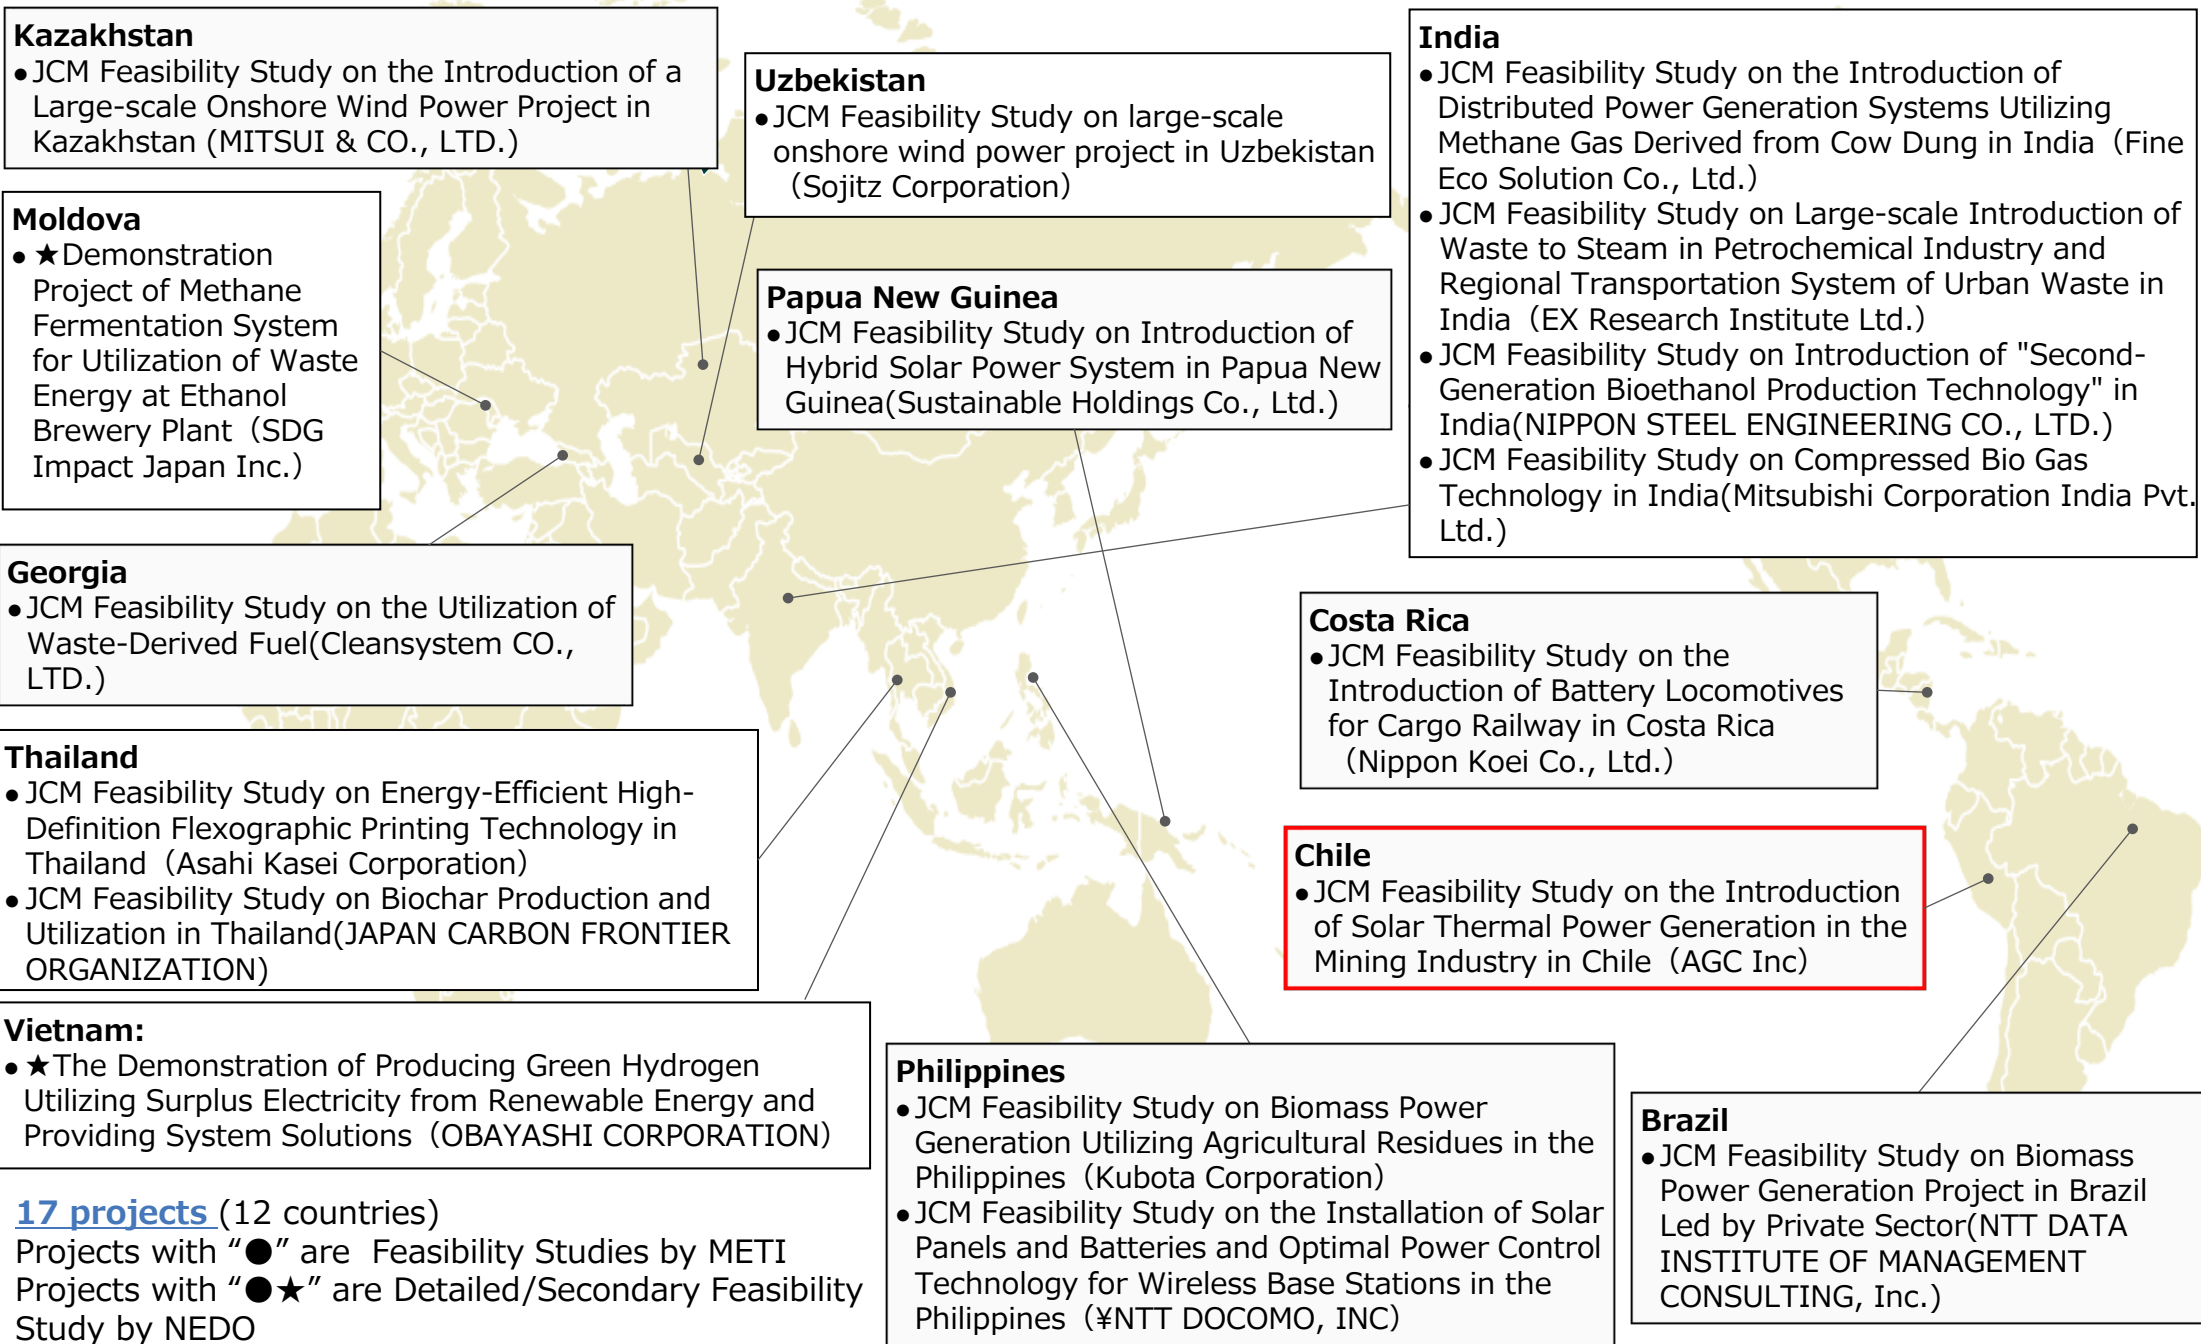 Kazakhstan
●JCM Feasibility Study on the Introduction of a
Large-scale Onshore Wind Power Project in
Kazakhstan (MITSUI & CO., LTD.)
Uzbekistan
●JCM Feasibility Study on large-scale
onshore wind power project in Uzbekistan
（Sojitz Corporation）
India
●JCM Feasibility Study on the Introduction of
Distributed Power Generation Systems Utilizing
Methane Gas Derived from Cow Dung in India（Fine
Eco Solution Co., Ltd.）
●JCM Feasibility Study on Large-scale Introduction of
Waste to Steam in Petrochemical Industry and
Regional Transportation System of Urban Waste in
India（EX Research Institute Ltd.）
●JCM Feasibility Study on Introduction of "Second-
Generation Bioethanol Production Technology" in
India(NIPPON STEEL ENGINEERING CO., LTD.)
●JCM Feasibility Study on Compressed Bio Gas
Technology in India(Mitsubishi Corporation India Pvt.
Ltd.)
Moldova
●★Demonstration
Project of Methane
Fermentation System
for Utilization of Waste
Energy at Ethanol
Brewery Plant（SDG
Impact Japan Inc.）
Papua New Guinea
●JCM Feasibility Study on Introduction of
Hybrid Solar Power System in Papua New
Guinea(Sustainable Holdings Co., Ltd.)
Georgia
●JCM Feasibility Study on the Utilization of
Waste-Derived Fuel(Cleansystem CO.,
LTD.)
Costa Rica
●JCM Feasibility Study on the
Introduction of Battery Locomotives
for Cargo Railway in Costa Rica
（Nippon Koei Co., Ltd.）
Thailand
●JCM Feasibility Study on Energy-Efficient High-
Definition Flexographic Printing Technology in
Thailand（Asahi Kasei Corporation）
●JCM Feasibility Study on Biochar Production and
Utilization in Thailand(JAPAN CARBON FRONTIER
ORGANIZATION)
Chile
●JCM Feasibility Study on the Introduction
of Solar Thermal Power Generation in the
Mining Industry in Chile（AGC Inc）
Vietnam:
●★The Demonstration of Producing Green Hydrogen
Utilizing Surplus Electricity from Renewable Energy and
Providing System Solutions（OBAYASHI CORPORATION）
Philippines
●JCM Feasibility Study on Biomass Power
Generation Utilizing Agricultural Residues in the
Philippines（Kubota Corporation）
●JCM Feasibility Study on the Installation of Solar
Panels and Batteries and Optimal Power Control
Technology for Wireless Base Stations in the
Philippines（¥NTT DOCOMO, INC）
Brazil
●JCM Feasibility Study on Biomass
Power Generation Project in Brazil
Led by Private Sector(NTT DATA
INSTITUTE OF MANAGEMENT
CONSULTING, Inc.)
17 projects (12 countries)
Projects with “●” are Feasibility Studies by METI
Projects with “●★” are Detailed/Secondary Feasibility
Study by NEDO